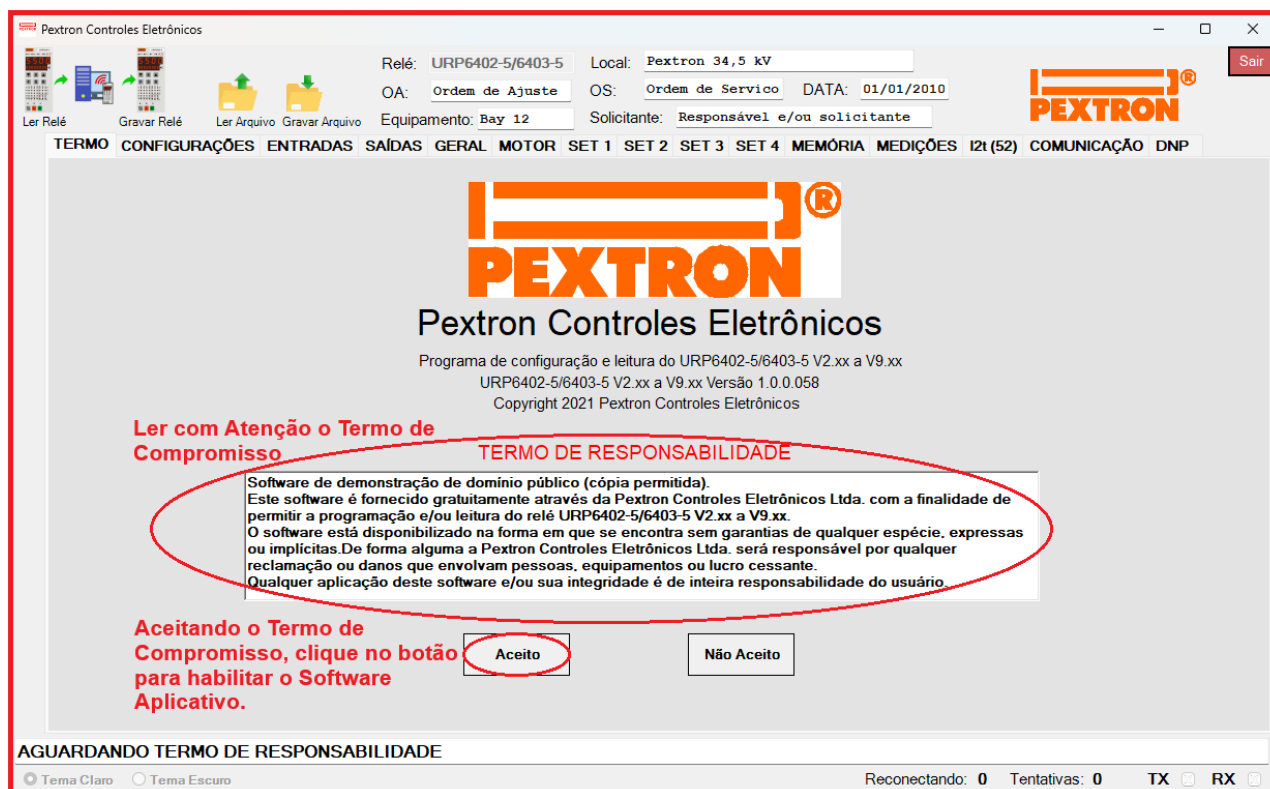 Pextron Controles Eletrônicos
Relé: URP6402-5/6403-5 Local: Pextron 34,5 kV Sair
OA: Ordem de Ajuste OS: Ordem de Servico DATA: 01/01/2010
Ler Relé Gravar Relé Ler Arquivo Gravar Arquivo Equipamento: Bay 12 Solicitante: Responsável e/ou solicitante PEXTRON ®
TERMO CONFIGURAÇÕES ENTRADAS SAÍDAS GERAL MOTOR SET 1 SET 2 SET 3 SET 4 MEMÓRIA MEDIÇÕES I2t (52) COMUNICAÇÃO DNP
®
PEXTRON
Pextron Controles Eletrônicos
Programa de configuração e leitura do URP6402-5/6403-5 V2.xx a V9.xx
URP6402-5/6403-5 V2.xx a V9.xx Versão 1.0.0.058
Copyright 2021 Pextron Controles Eletrônicos
Ler com Atenção o Termo de
Compromisso
TERMO DE RESPONSABILIDADE
Software de demonstração de domínio público (cópia permitida).
Este software é fornecido gratuitamente através da Pextron Controles Eletrônicos Ltda. com a finalidade de
permitir a programação e/ou leitura do relé URP6402-5/6403-5 V2.xx a V9.xx.
O software está disponibilizado na forma em que se encontra sem garantias de qualquer espécie, expressas
ou implícitas.De forma alguma a Pextron Controles Eletrônicos Ltda. será responsável por qualquer
reclamação ou danos que envolvam pessoas, equipamentos ou lucro cessante.
Qualquer aplicação deste software e/ou sua integridade é de inteira responsabilidade do usuário.
Aceitando o Termo de
Compromisso, clique no botão
para habilitar o Software
Aplicativo.
Aceito Não Aceito
AGUARDANDO TERMO DE RESPONSABILIDADE
Tema Claro Tema Escuro Reconectando: 0 Tentativas: 0 TX RX